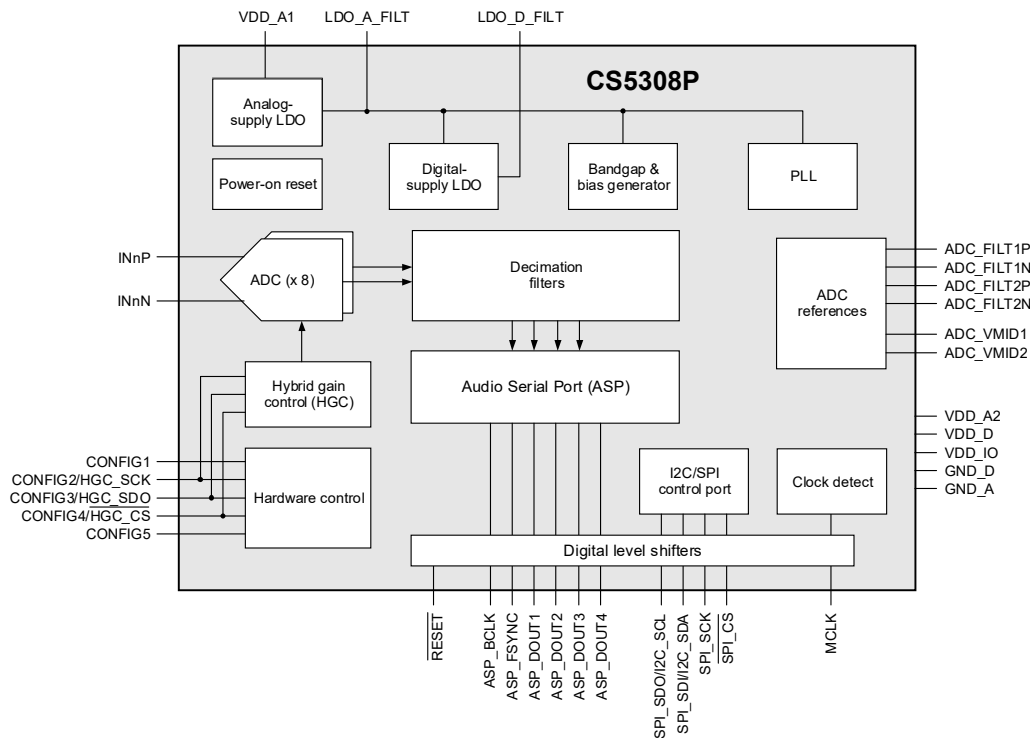 VDD_A1
LDO_A_FILT
LDO_D_FILT
CS5308P
Analog-
supply LDO
Power-on reset
Digital-
supply LDO
Bandgap &
bias generator
PLL
INnP
INnN
ADC (x 8)
Decimation
filters
ADC
references
ADC_FILT1P
ADC_FILT1N
ADC_FILT2P
ADC_FILT2N
ADC_VMID1
ADC_VMID2
Hybrid gain
control (HGC)
Audio Serial Port (ASP)
VDD_A2
VDD_D
VDD_IO
GND_D
GND_A
CONFIG1
CONFIG2/HGC_SCK
CONFIG3/HGC_SDO
CONFIG4/HGC_CS
CONFIG5
Hardware control
I2C/SPI
control port
Clock detect
Digital level shifters
RESET
ASP_BCLK
ASP_FSYNC
ASP_DOUT1
ASP_DOUT2
ASP_DOUT3
ASP_DOUT4
SPI_SDO/I2C_SCL
SPI_SDI/I2C_SDA
SPI_SCK
SPI_CS
MCLK